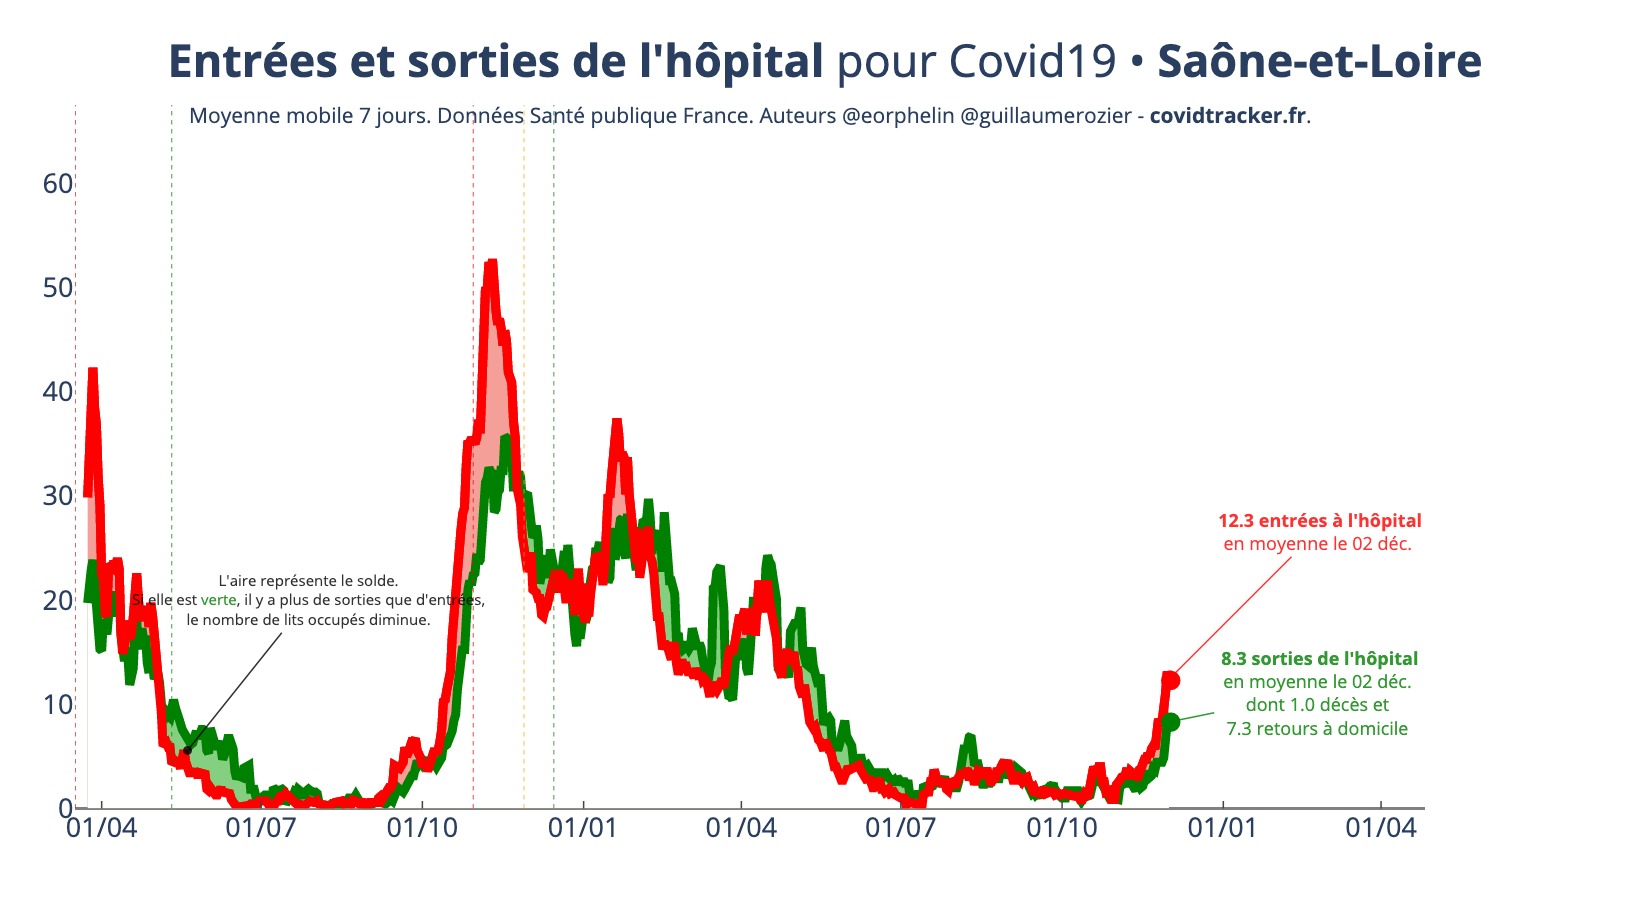 Entrées et sorties de l'hôpital pour Covid19 • Saône-et-Loire
Moyenne mobile 7 jours. Données Santé publique France. Auteurs @eorphelin @guillaumerozier - covidtracker.fr.
60
50
40
30
20
10
0
L'aire représente le solde.
Si elle est verte, il y a plus de sorties que d'entrées,
le nombre de lits occupés diminue.
12.3 entrées à l'hôpital
en moyenne le 02 déc.
8.3 sorties de l'hôpital
en moyenne le 02 déc.
dont 1.0 décès et
7.3 retours à domicile
01/04 01/07 01/10 01/01 01/04 01/07 01/10 01/01 01/04